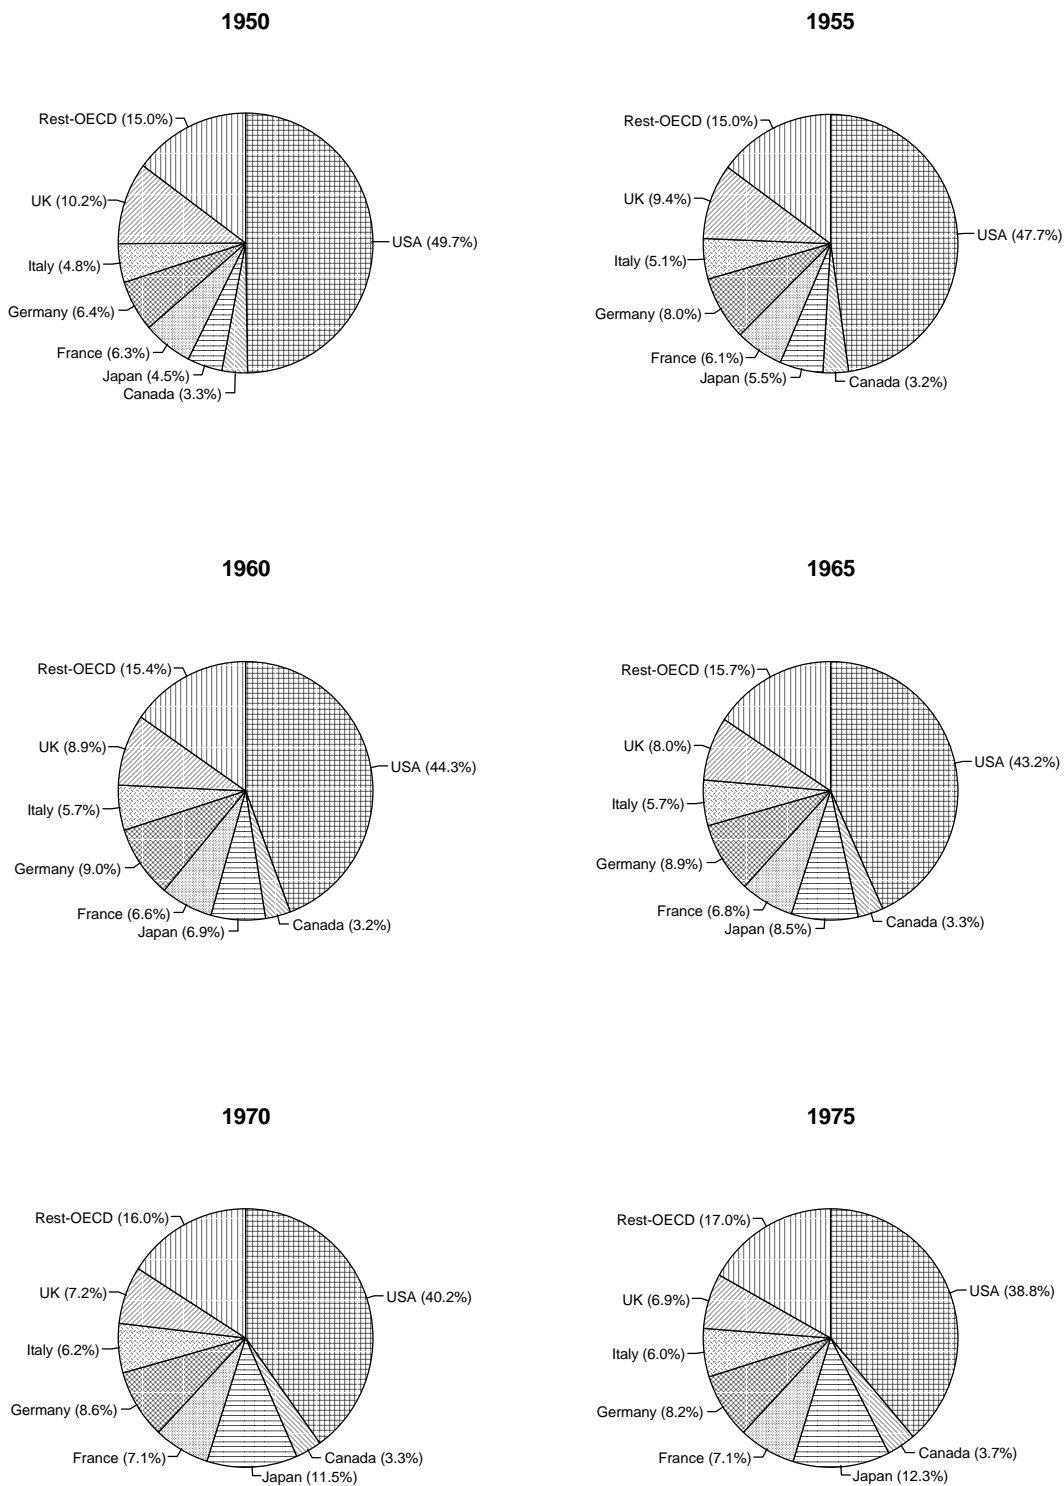 1950
Rest-OECD (15.0%)
UK (10.2%)
USA (49.7%)
Italy (4.8%)
Germany (6.4%)
France (6.3%)
Japan (4.5%)
Canada (3.3%)
1955
Rest-OECD (15.0%)
UK (9.4%)
USA (47.7%)
Italy (5.1%)
Germany (8.0%)
France (6.1%)
Japan (5.5%)
Canada (3.2%)
1960
Rest-OECD (15.4%)
UK (8.9%)
USA (44.3%)
Italy (5.7%)
Germany (9.0%)
France (6.6%)
Japan (6.9%)
Canada (3.2%)
1965
Rest-OECD (15.7%)
UK (8.0%)
USA (43.2%)
Italy (5.7%)
Germany (8.9%)
France (6.8%)
Japan (8.5%)
Canada (3.3%)
1970
Rest-OECD (16.0%)
UK (7.2%)
USA (40.2%)
Italy (6.2%)
Germany (8.6%)
France (7.1%)
Canada (3.3%)
Japan (11.5%)
1975
Rest-OECD (17.0%)
UK (6.9%)
USA (38.8%)
Italy (6.0%)
Germany (8.2%)
France (7.1%)
Canada (3.7%)
Japan (12.3%)